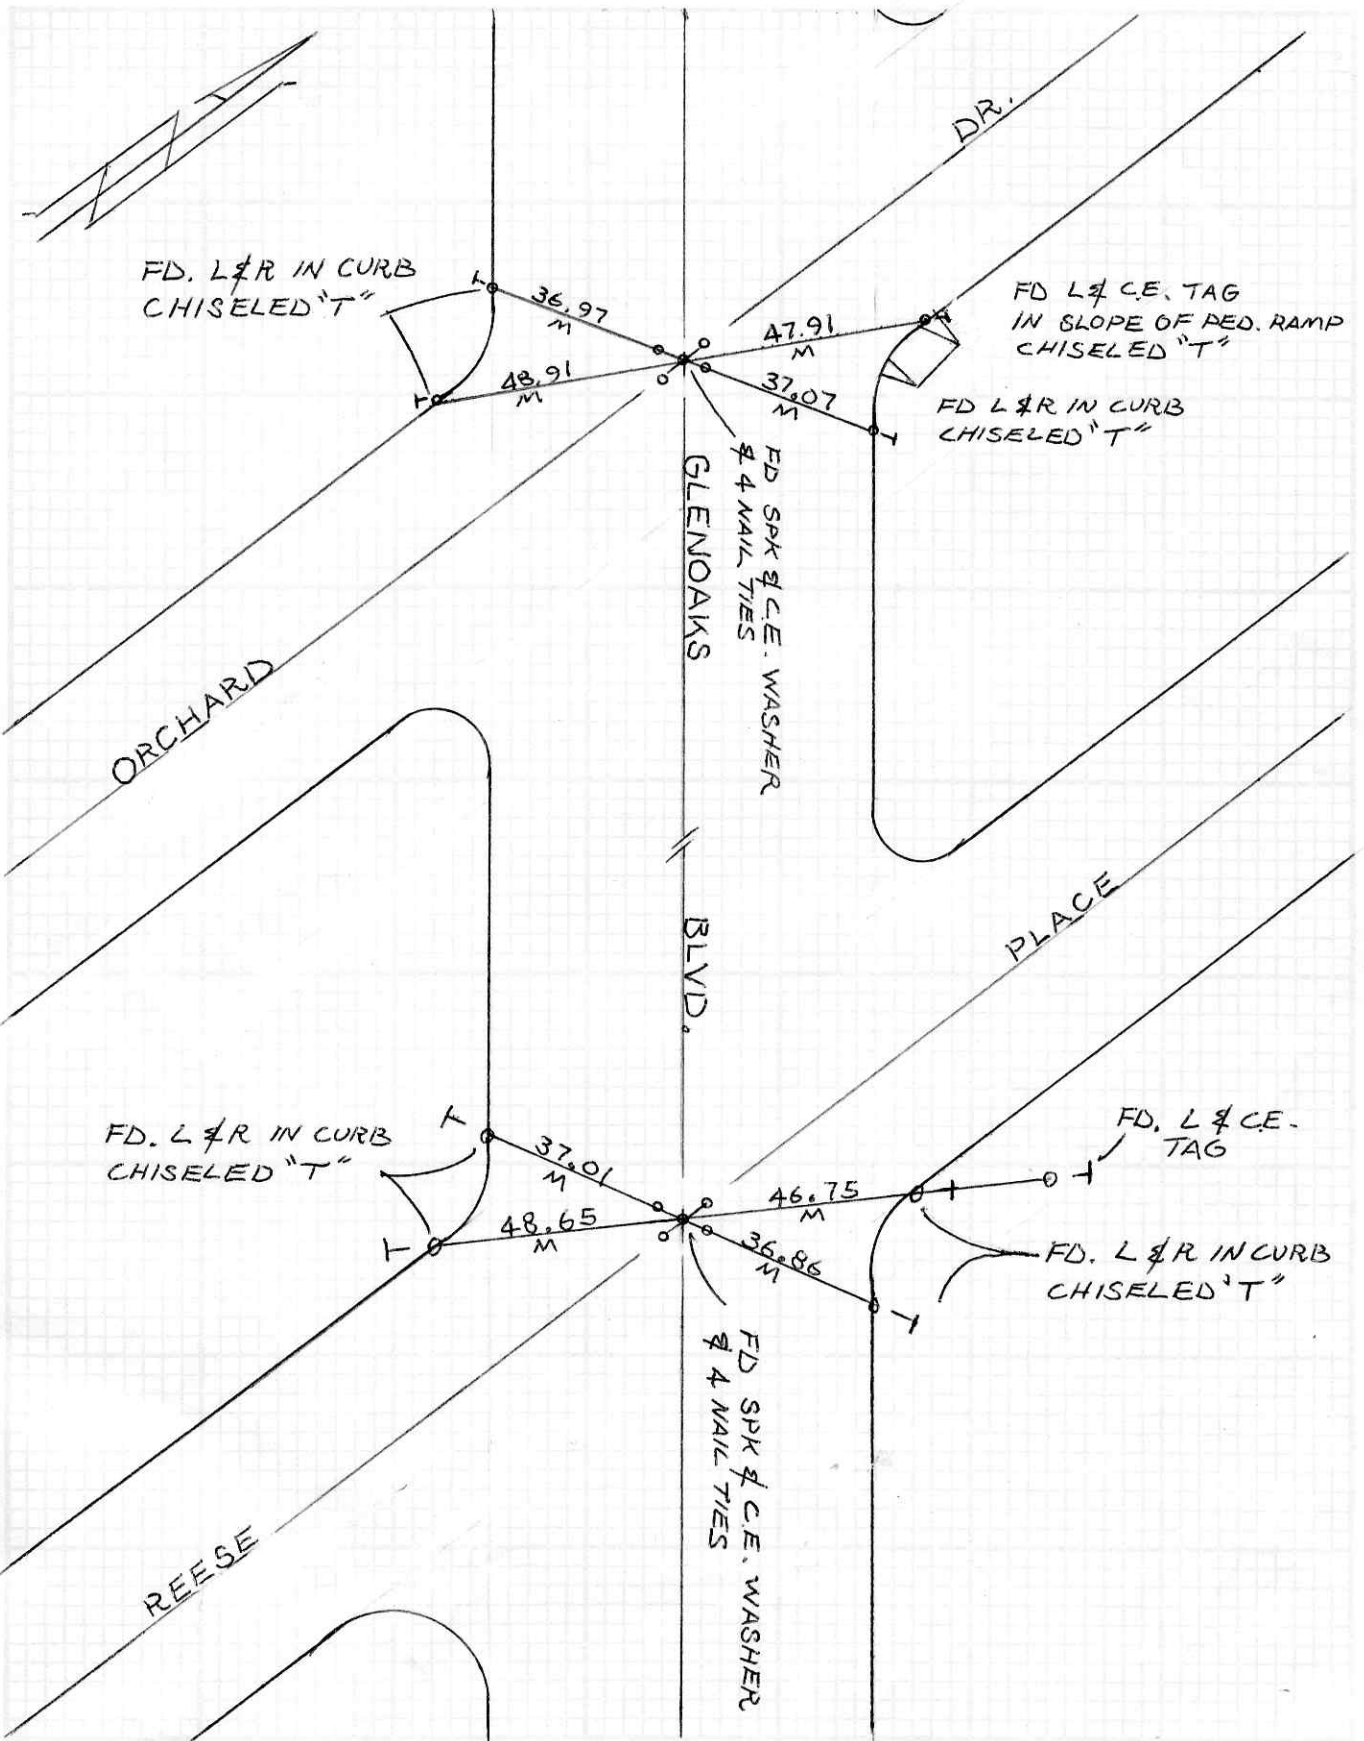 DR.
FD. L & R IN CURB
CHISELED "T"
36.97
M
47.91
M
FD L & C.E. TAG
IN SLOPE OF PED. RAMP
CHISELED "T"
48.91
M
37.07
M
FD L & R IN CURB
CHISELED "T"
FD SPK & C.E. WASHER
& 4 NAIL TIES
GLENOAKS
ORCHARD
BLVD.
PLACE
FD. L & R IN CURB
CHISELED "T"
37.01
M
48.65
M
46.75
M
36.86
M
FD. L & C.E.
TAG
FD. L & R IN CURB
CHISELED "T"
FD SPK & C.E. WASHER
& 4 NAIL TIES
REESE